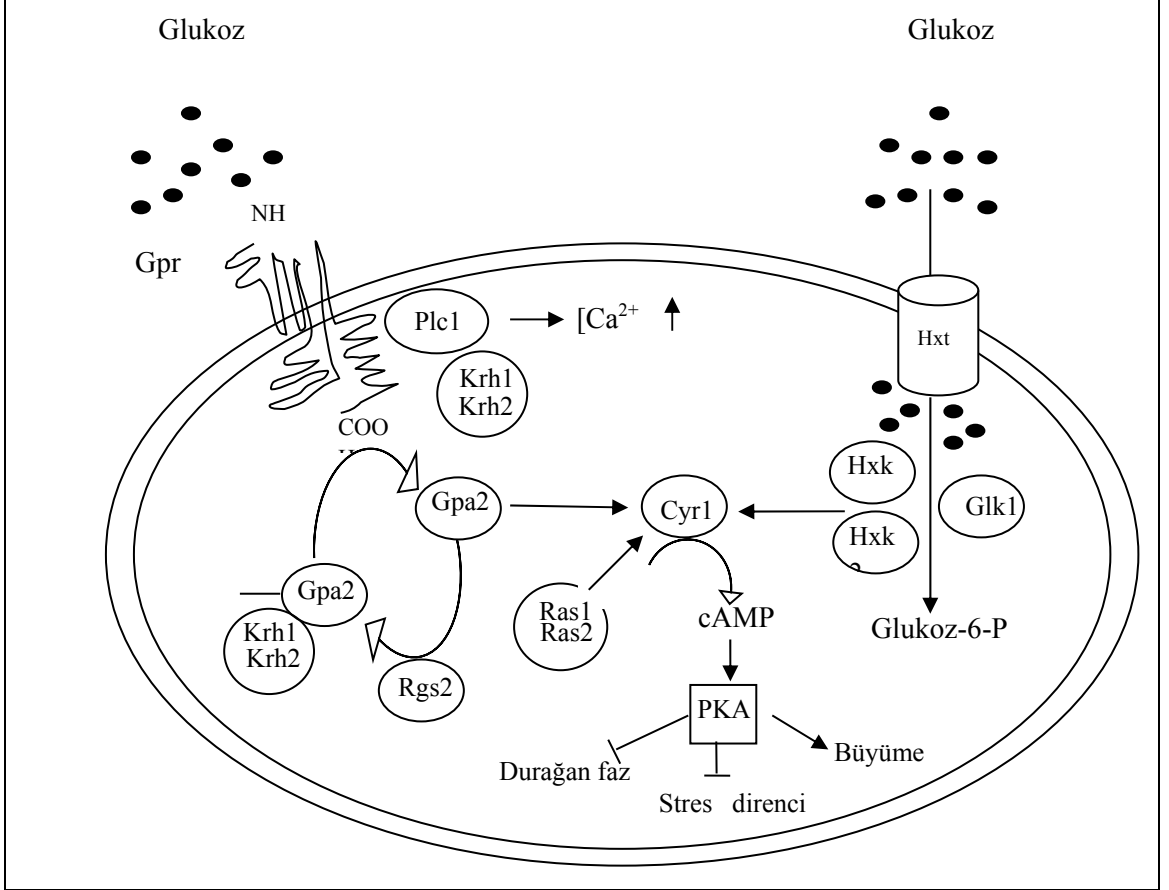 Glukoz
Glukoz
NH
Gpr
Plc1
[Ca²⁺
Hxt
Krh1
Krh2
COO
Hxk
Gpa2
Cyr1
Glk1
Hxk
Gpa2
Ras1
Ras2
cAMP
Glukoz-6-P
Krh1
Krh2
Rgs2
PKA
Büyüme
Durağan faz
Stres direnci